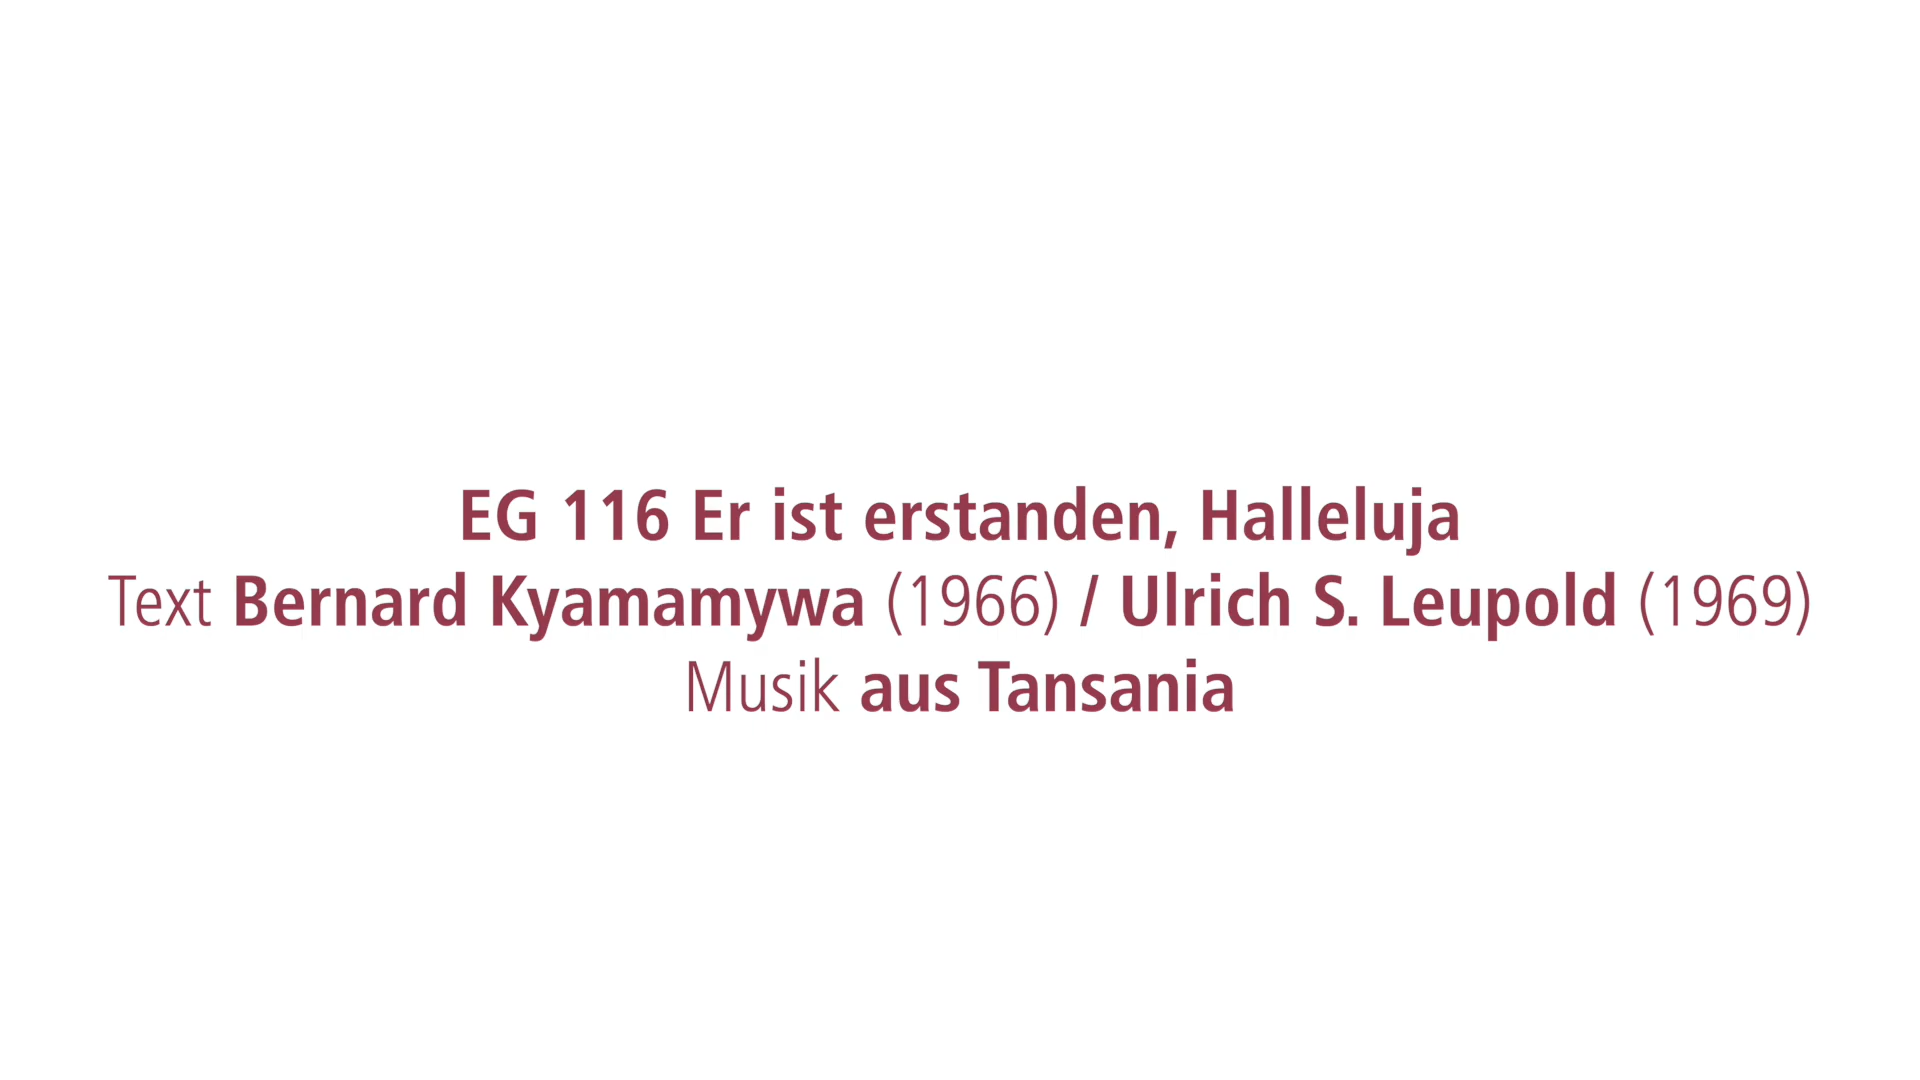 EG 116 Er ist erstanden, Halleluja
Text Bernard Kyamamywa (1966) / Ulrich S. Leupold (1969)
Musik aus Tansania